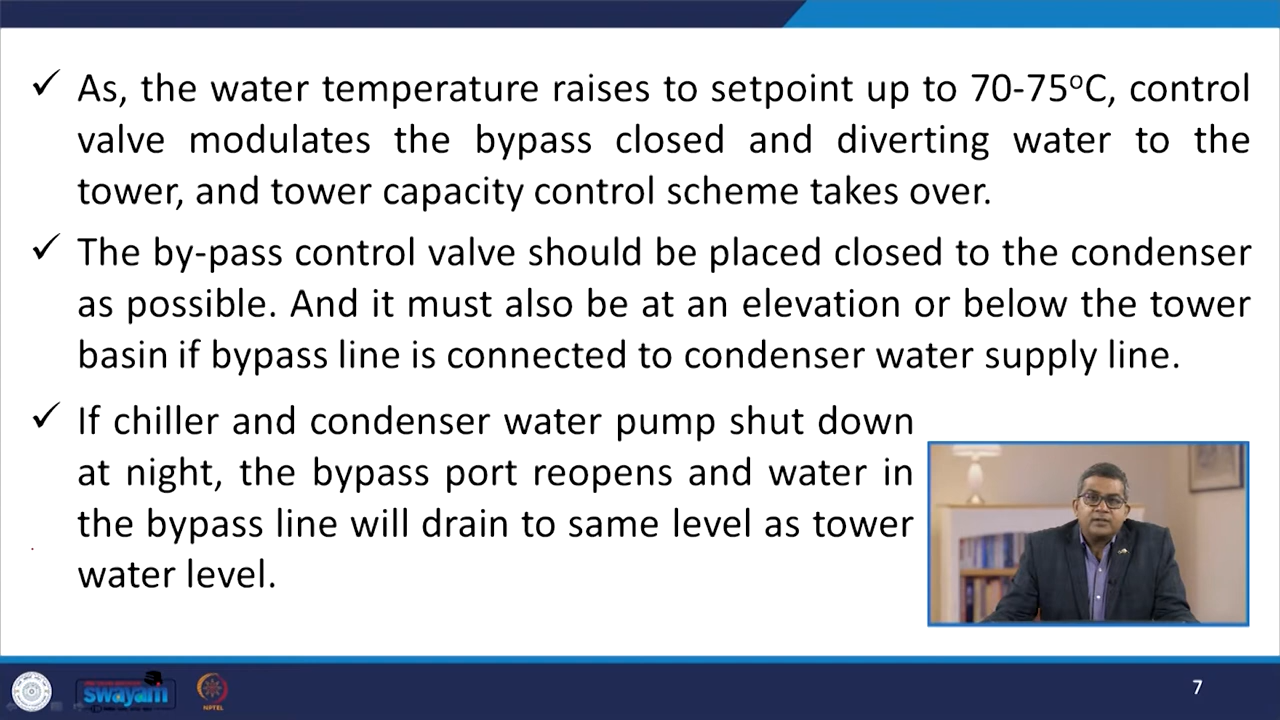 ✓ As, the water temperature raises to setpoint up to 70-75ºC, control
valve modulates the bypass closed and diverting water to the
tower, and tower capacity control scheme takes over.
✓ The by-pass control valve should be placed closed to the condenser
as possible. And it must also be at an elevation or below the tower
basin if bypass line is connected to condenser water supply line.
✓ If chiller and condenser water pump shut down
at night, the bypass port reopens and water in
the bypass line will drain to same level as tower
water level.
swayam
NPTEL
7